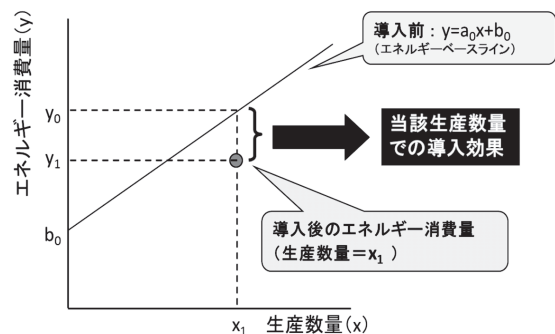 エネルギー消費量(y)
導入前：y=a₀x+b₀
(エネルギーベースライン)
y₀
y₁
b₀
当該生産数量
での導入効果
導入後のエネルギー消費量
(生産数量＝x₁ )
x₁
生産数量(x)